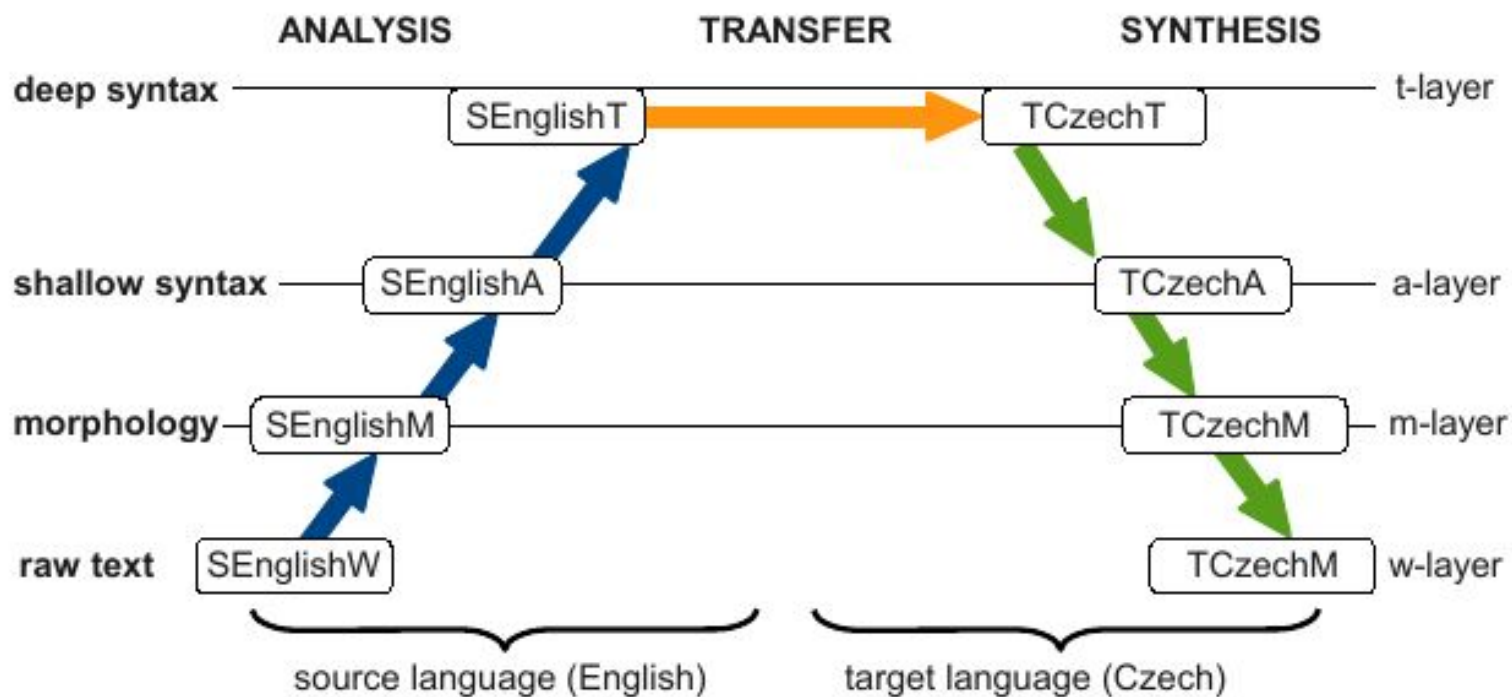 ANALYSIS TRANSFER SYNTHESIS
deep syntax SEnglishT TCzechT t-layer
shallow syntax SEnglishA TCzechA a-layer
morphology SEnglishM TCzechM m-layer
raw text SEnglishW TCzechM w-layer
source language (English) target language (Czech)